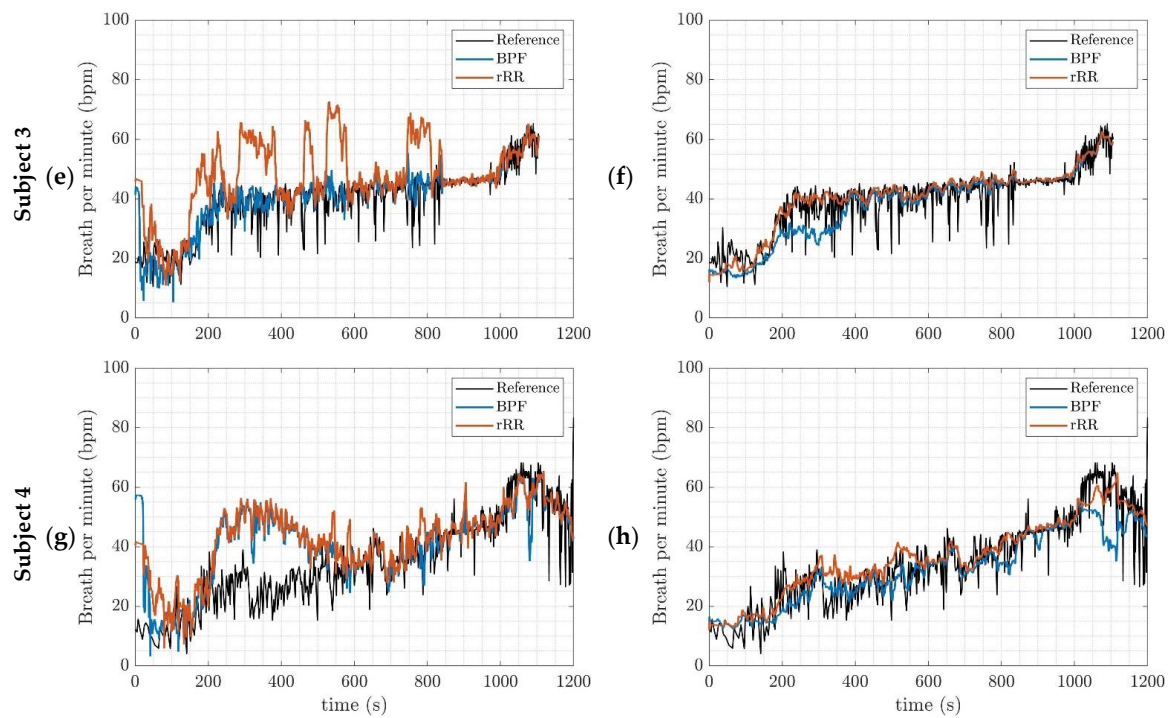 Subject 3
(e)
Breath per minute (bpm)
100
80
60
40
20
0
0 200 400 600 800 1000 1200
Reference
BPF
rRR
(f)
Breath per minute (bpm)
100
80
60
40
20
0
0 200 400 600 800 1000 1200
Reference
BPF
rRR
Subject 4
(g)
Breath per minute (bpm)
100
80
60
40
20
0
0 200 400 600 800 1000 1200
time (s)
Reference
BPF
rRR
(h)
Breath per minute (bpm)
100
80
60
40
20
0
0 200 400 600 800 1000 1200
time (s)
Reference
BPF
rRR